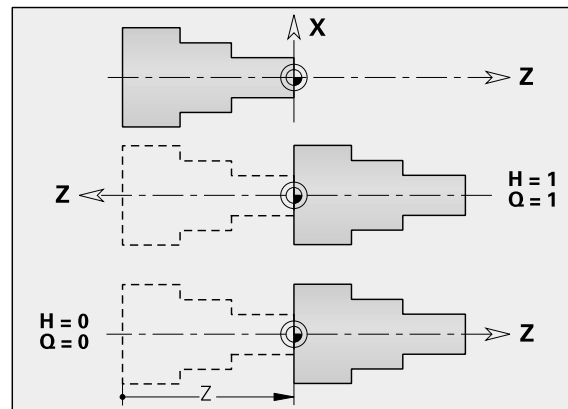 X
Z
Z
H = 1
Q = 1
H = 0
Q = 0
Z
Z